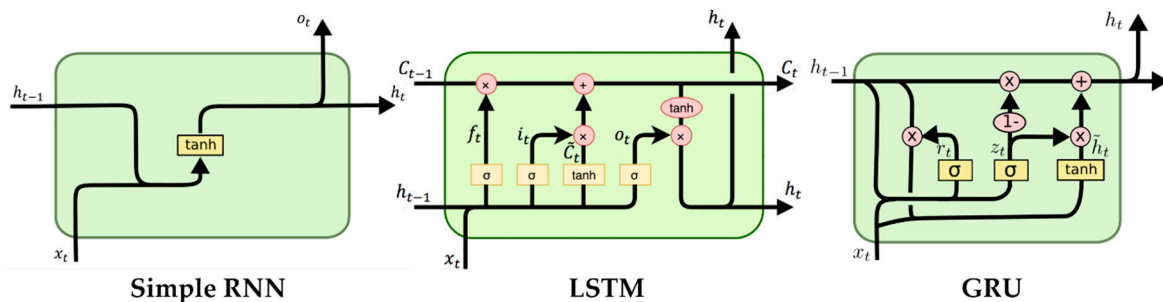 o_t
h_{t-1}
h_t
tanh
x_t
Simple RNN
h_t
C_{t-1}
C_t
×
+
tanh
f_t
i_t
×
o_t
×
C̃_t
σ
σ
tanh
σ
h_{t-1}
h_t
x_t
LSTM
h_t
h_{t-1}
x
+
1-
x
r_t
z_t
x
h̃_t
σ
σ
tanh
x_t
GRU